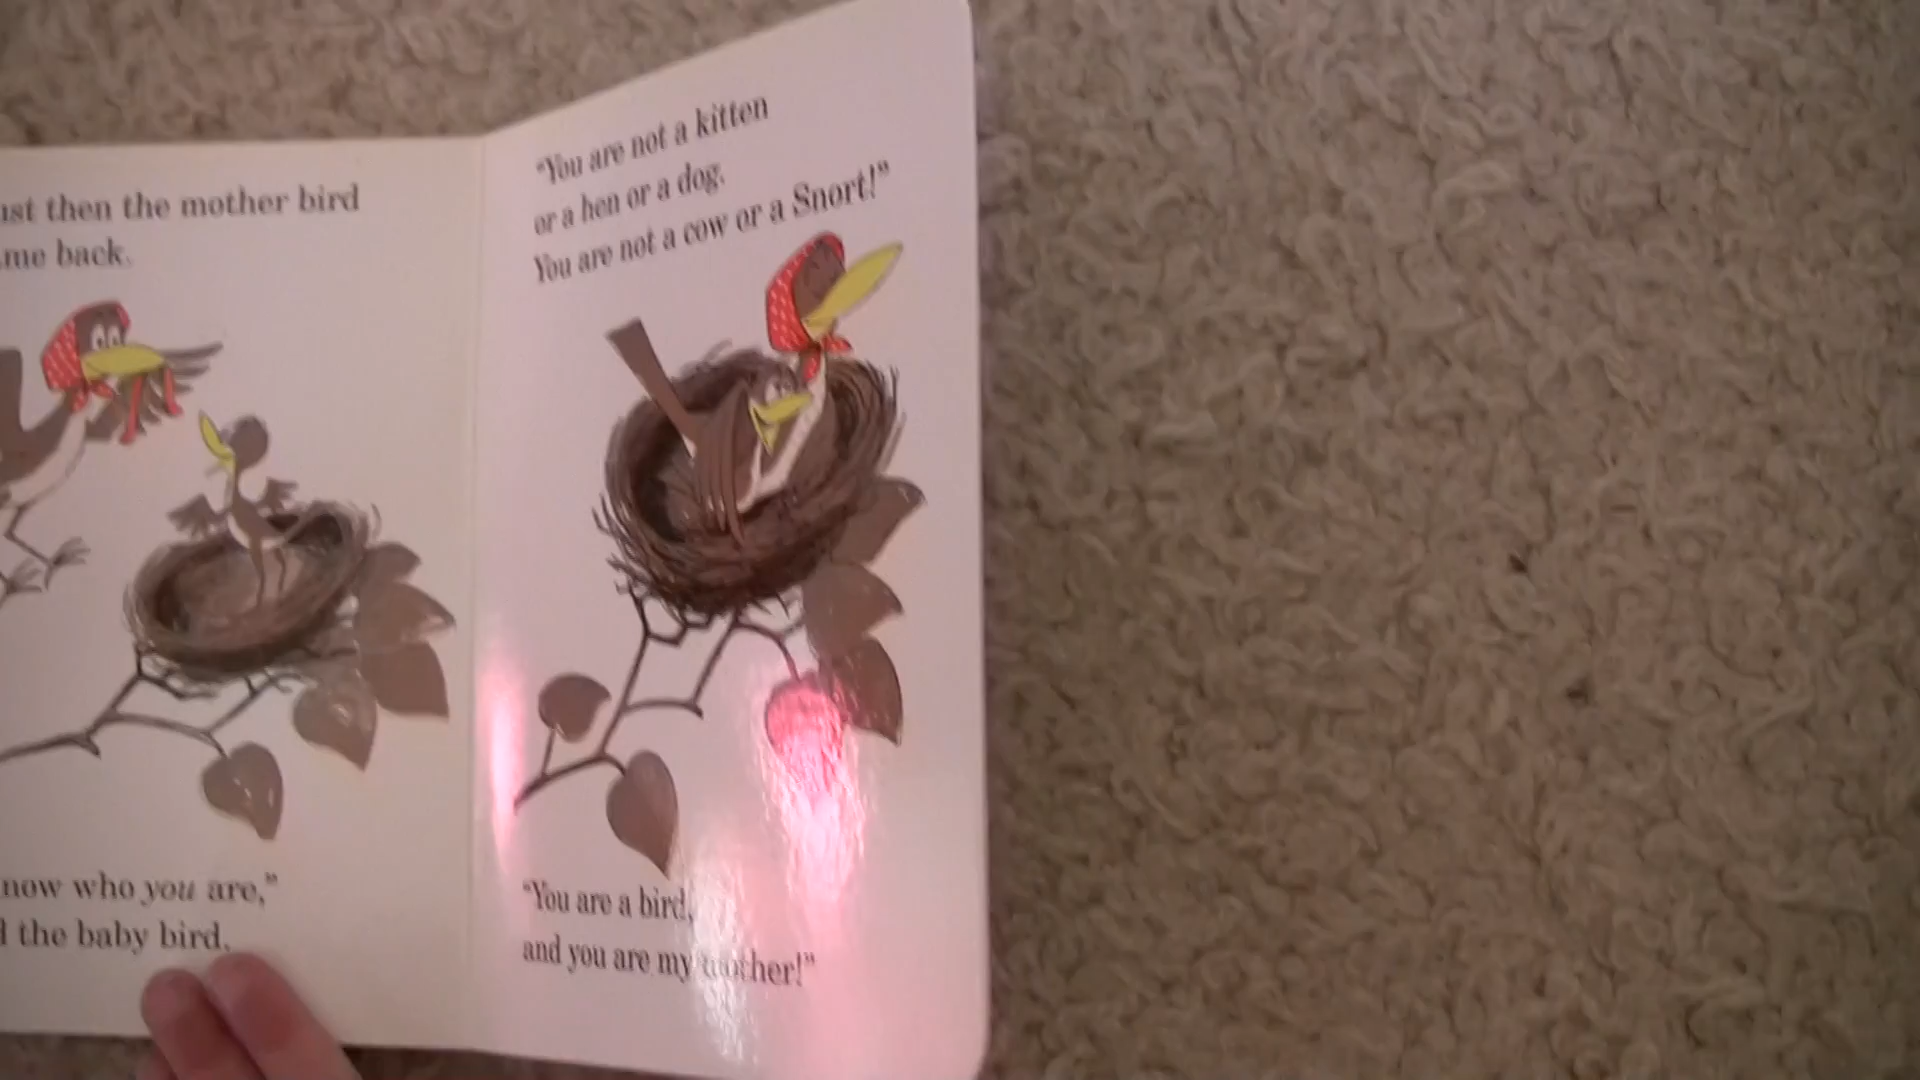 ust then the mother bird
me back.
now who you are,"
the baby bird.
"You are not a kitten
or a hen or a dog.
You are not a cow or a Snort!"
"You are a bird,
and you are my mother!"